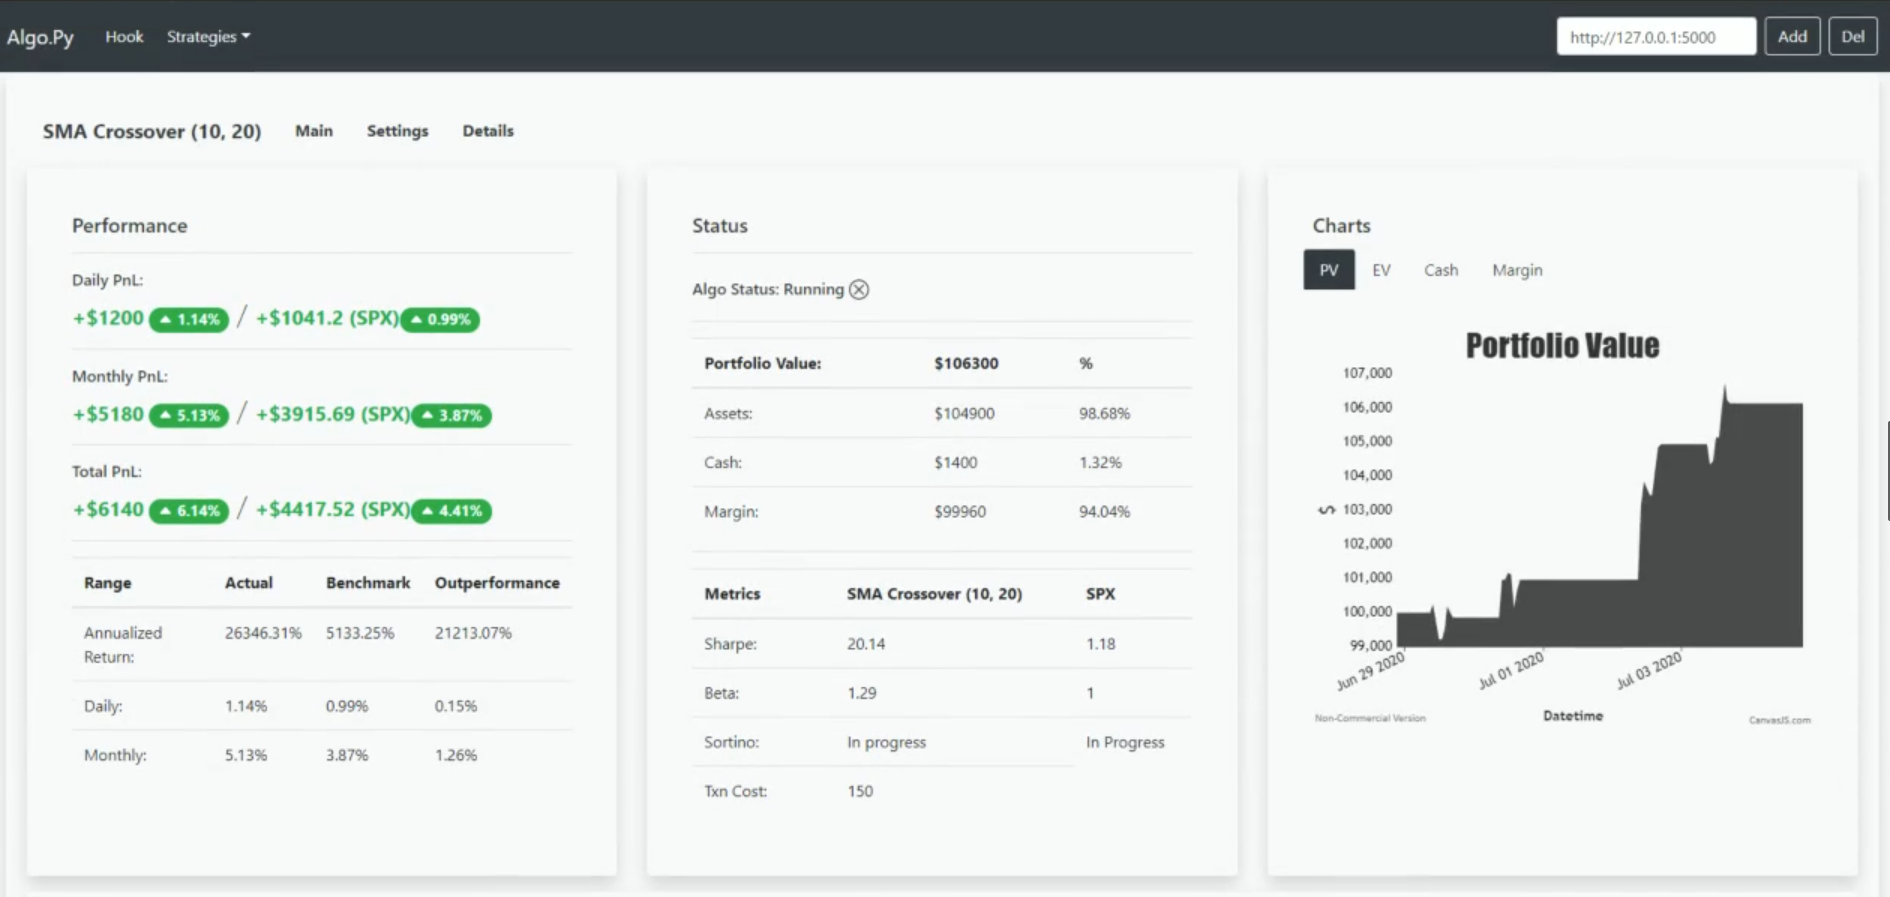 Algo.Py Hook Strategies http://127.0.0.1:5000 Add Del
SMA Crossover (10, 20) Main Settings Details
Performance
Daily PnL:
+$1200 1.14% / +$1041.2 (SPX) 0.99%
Monthly PnL:
+$5180 5.13% / +$3915.69 (SPX) 3.87%
Total PnL:
+$6140 6.14% / +$4417.52 (SPX) 4.41%
Range Actual Benchmark Outperformance
Annualized
Return: 26346.31% 5133.25% 21213.07%
Daily: 1.14% 0.99% 0.15%
Monthly: 5.13% 3.87% 1.26%
Status
Algo Status: Running
Portfolio Value: $106300 %
Assets: $104900 98.68%
Cash: $1400 1.32%
Margin: $99960 94.04%
Metrics SMA Crossover (10, 20) SPX
Sharpe: 20.14 1.18
Beta: 1.29 1
Sortino: In progress In Progress
Txn Cost: 150
Charts
PV EV Cash Margin
Portfolio Value
107,000
106,000
105,000
104,000
$ 103,000
102,000
101,000
100,000
99,000
Jun 29 2020 Jul 01 2020 Jul 03 2020
Datetime
Non-Commercial Version CanvasJS.com